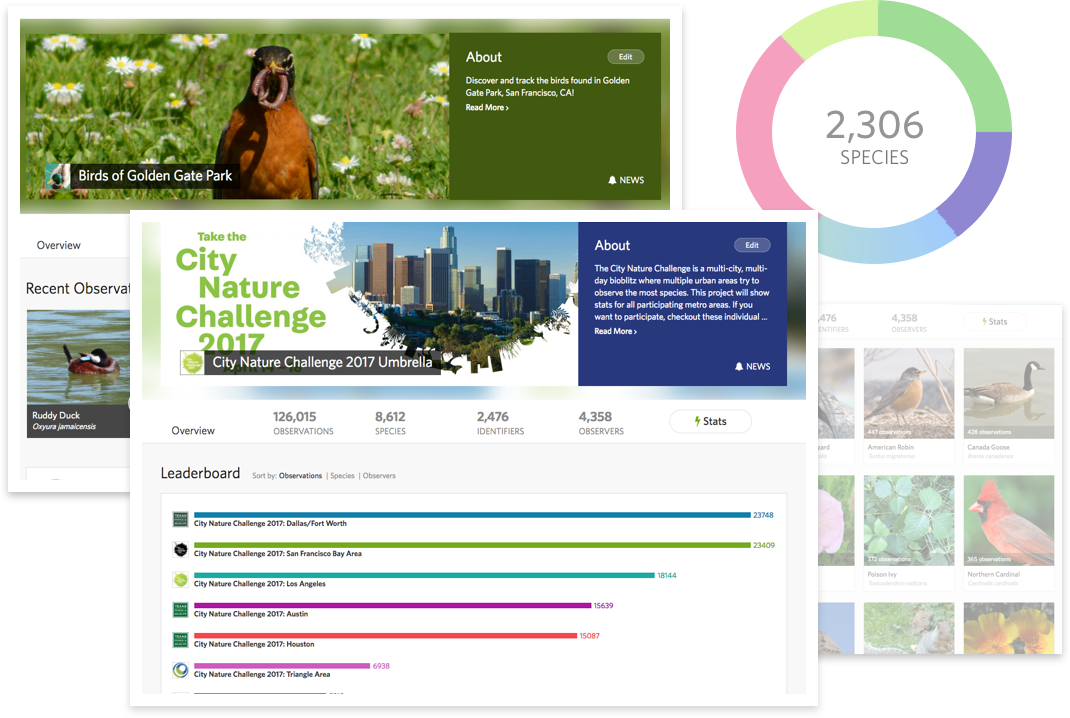 About
Edit
Discover and track the birds found in Golden
Gate Park, San Francisco, CA!
Read More ›
Birds of Golden Gate Park
NEWS
Overview
Recent Observat
Ruddy Duck
Oxyura jamaicensis
2,306
SPECIES
Take the
City
Nature
Challenge
2017
City Nature Challenge 2017 Umbrella
About
Edit
The City Nature Challenge is a multi-city, multi-
day bioblitz where multiple urban areas try to
observe the most species. This project will show
stats for all participating metro areas. If you
want to participate, checkout these individual ...
Read More ›
NEWS
Overview
126,015
OBSERVATIONS
8,612
SPECIES
2,476
IDENTIFIERS
4,358
OBSERVERS
Stats
Leaderboard
Sort by: Observations | Species | Observers
23748
City Nature Challenge 2017: Dallas/Fort Worth
23409
City Nature Challenge 2017: San Francisco Bay Area
18144
City Nature Challenge 2017: Los Angeles
15639
City Nature Challenge 2017: Austin
15087
City Nature Challenge 2017: Houston
6938
City Nature Challenge 2017: Triangle Area
,476
ENTIFIERS
4,358
OBSERVERS
Stats
447 observations
American Robin
Turdus migratorius
428 observations
Canada Goose
Branta canadensis
372 observations
Poison Ivy
Toxicodendron radicans
365 observations
Northern Cardinal
Cardinalis cardinalis